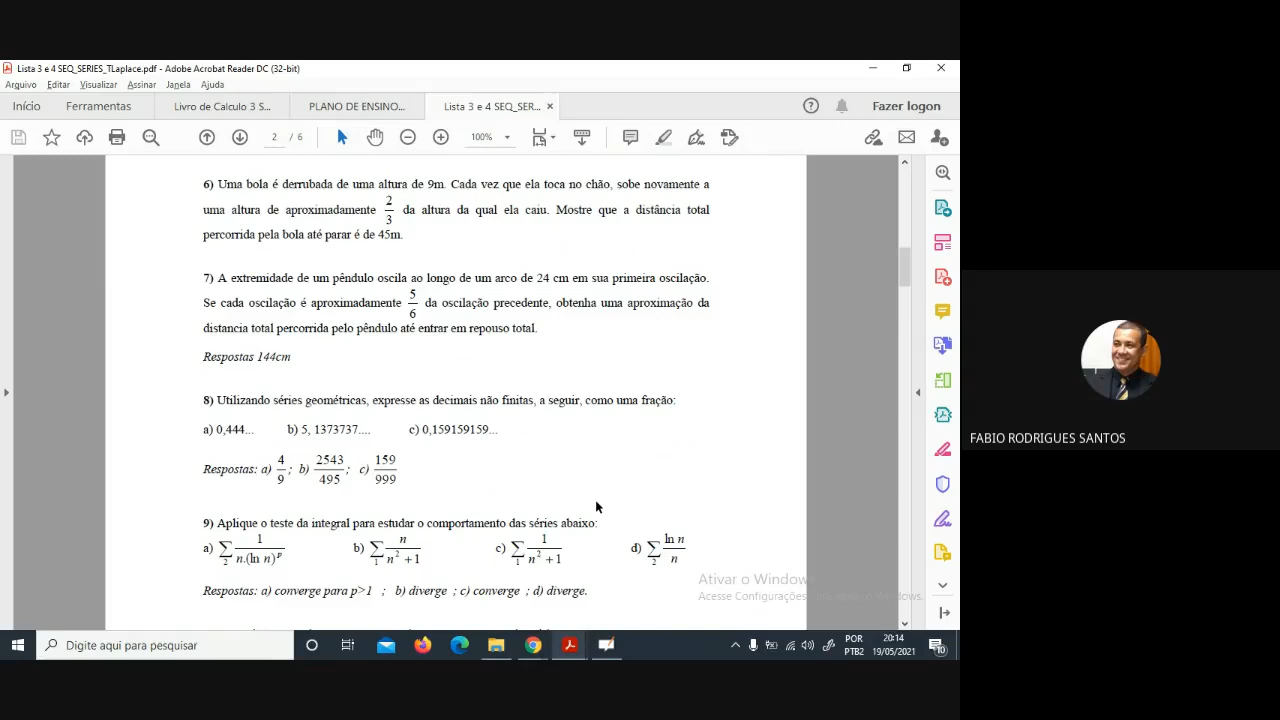 Lista 3 e 4 SEQ_SERIES_TLaplace.pdf - Adobe Acrobat Reader DC (32-bit)
Arquivo Editar Visualizar Assinar Janela Ajuda
Início Ferramentas Livro de Calculo 3 S... PLANO DE ENSINO... Lista 3 e 4 SEQ_SER... × Fazer logon
2 / 6 100%
6) Uma bola é derrubada de uma altura de 9m. Cada vez que ela toca no chão, sobe novamente a
uma altura de aproximadamente 2/3 da altura da qual ela caiu. Mostre que a distância total
percorrida pela bola até parar é de 45m.
7) A extremidade de um pêndulo oscila ao longo de um arco de 24 cm em sua primeira oscilação.
Se cada oscilação é aproximadamente 5/6 da oscilação precedente, obtenha uma aproximação da
distancia total percorrida pelo pêndulo até entrar em repouso total.
Respostas 144cm
8) Utilizando séries geométricas, expresse as decimais não finitas, a seguir, como uma fração:
a) 0,444... b) 5, 1373737.... c) 0,159159159...
Respostas: a) 4/9 ; b) 2543/495 ; c) 159/999
9) Aplique o teste da integral para estudar o comportamento das séries abaixo:
a) ∑₂ 1/(n.(ln n)^p) b) ∑₁ n/(n²+1) c) ∑₁ 1/(n²+1) d) ∑₂ ln n/n
Respostas: a) converge para p>1 ; b) diverge ; c) converge ; d) diverge.
Ativar o Windows
Acesse Configurações para ativar o Windows.
Digite aqui para pesquisar
POR
PTB2
20:14
19/05/2021
10
FABIO RODRIGUES SANTOS